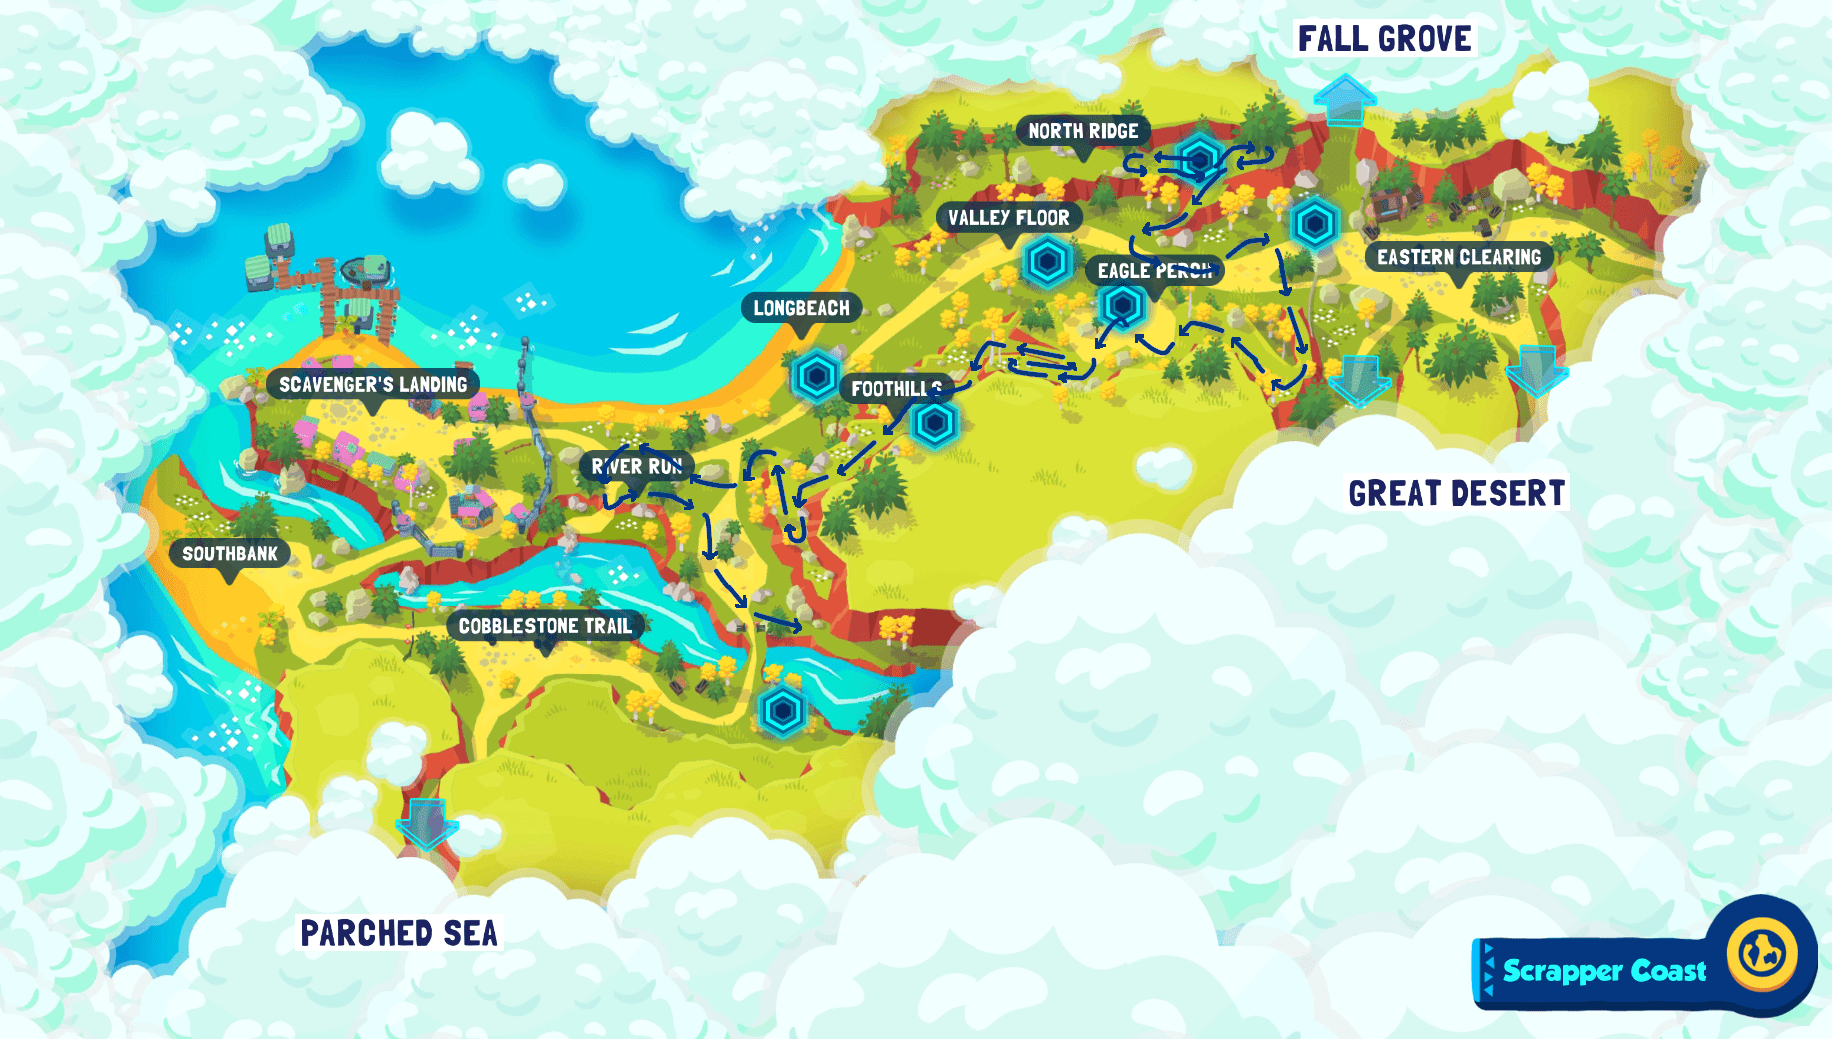 FALL GROVE
NORTH RIDGE
VALLEY FLOOR
EAGLE PERCH
EASTERN CLEARING
LONGBEACH
SCAVENGER'S LANDING
FOOTHILLS
RIVER RUN
GREAT DESERT
SOUTHBANK
COBBLESTONE TRAIL
PARCHED SEA
Scrapper Coast